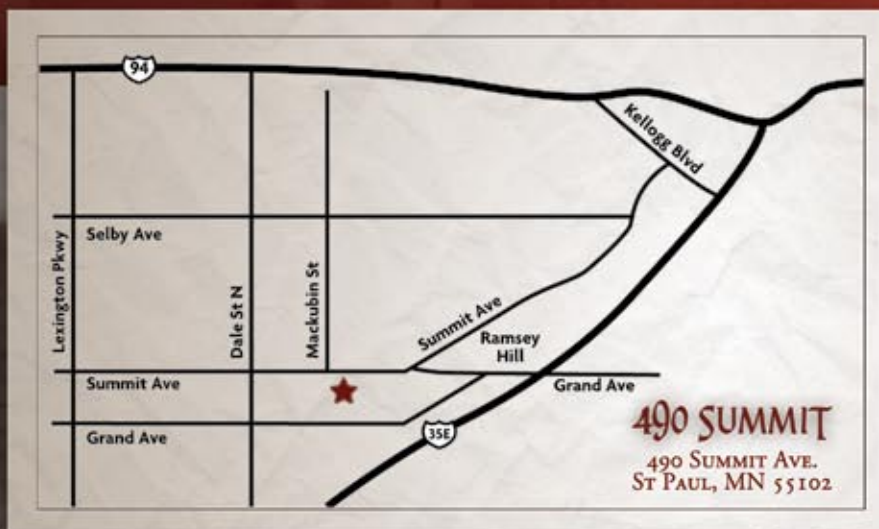 94
Kellogg Blvd
Selby Ave
Lexington Pkwy
Dale St N
Mackubin St
Summit Ave
Ramsey
Hill
Summit Ave
Grand Ave
Grand Ave
35E
490 SUMMIT
490 SUMMIT AVE.
ST PAUL, MN 55102